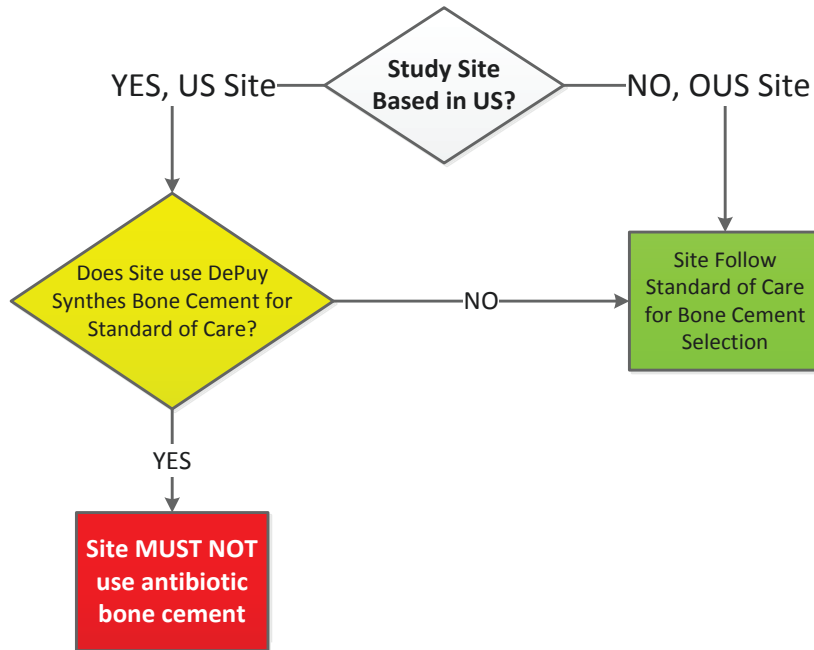 Study Site
Based in US?
YES, US Site
NO, OUS Site
Does Site use DePuy
Synthes Bone Cement for
Standard of Care?
NO
Site Follow
Standard of Care
for Bone Cement
Selection
YES
Site MUST NOT
use antibiotic
bone cement